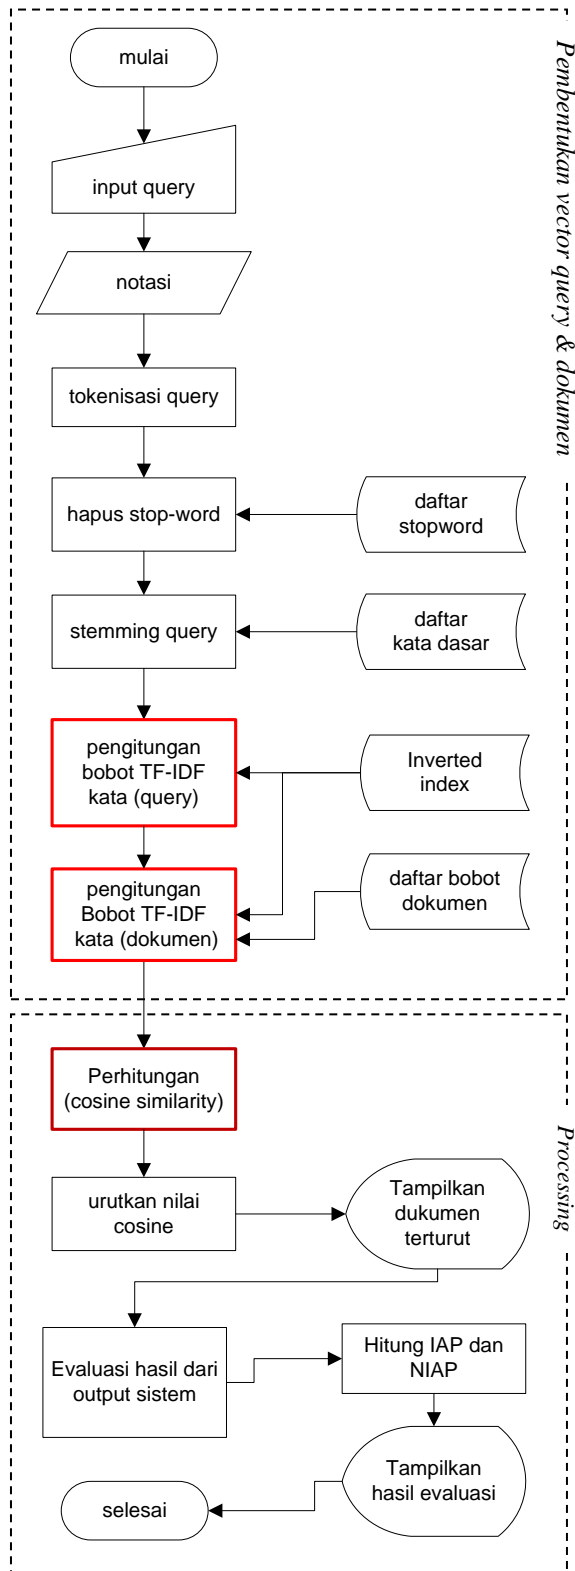 Pembentukan vector query & dokumen
mulai
input query
notasi
tokenisasi query
hapus stop-word
daftar
stopword
stemming query
daftar
kata dasar
pengitungan
bobot TF-IDF
kata (query)
Inverted
index
pengitungan
Bobot TF-IDF
kata (dokumen)
daftar bobot
dokumen
Processing
Perhitungan
(cosine similarity)
urutkan nilai
cosine
Tampilkan
dukumen
terturut
Evaluasi hasil dari
output sistem
Hitung IAP dan
NIAP
Tampilkan
hasil evaluasi
selesai